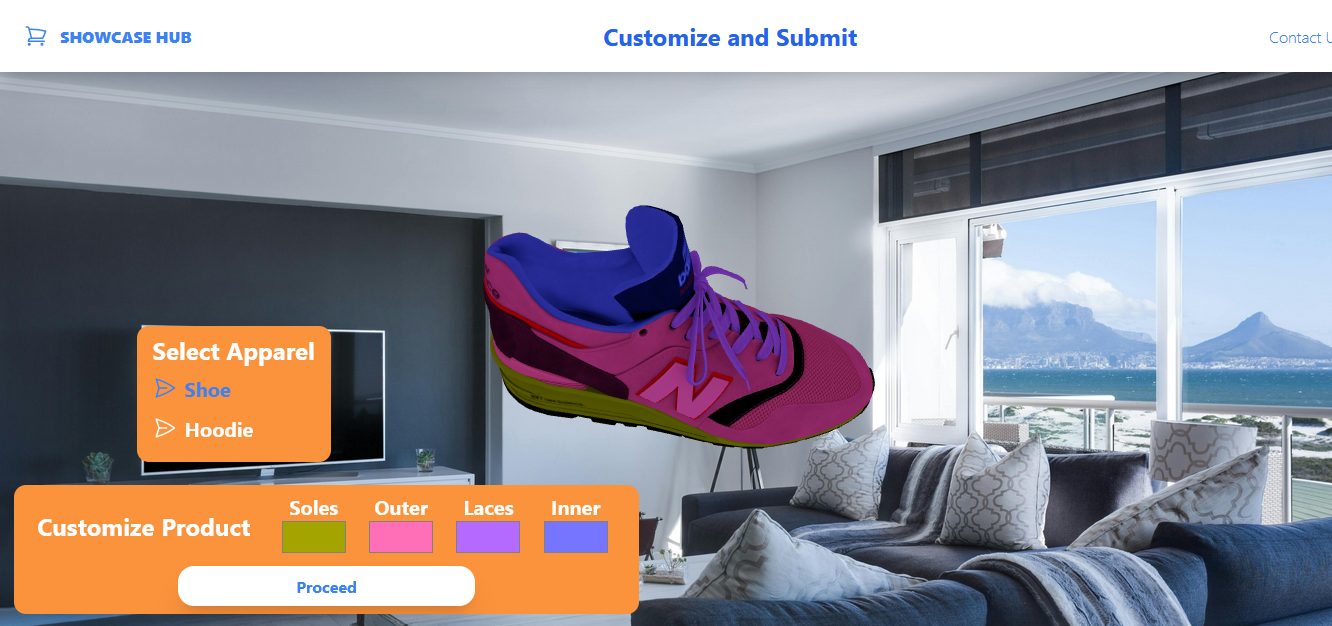 SHOWCASE HUB
Customize and Submit
Contact U
Select Apparel
Shoe
Hoodie
N
Customize Product
Soles
Outer
Laces
Inner
Proceed